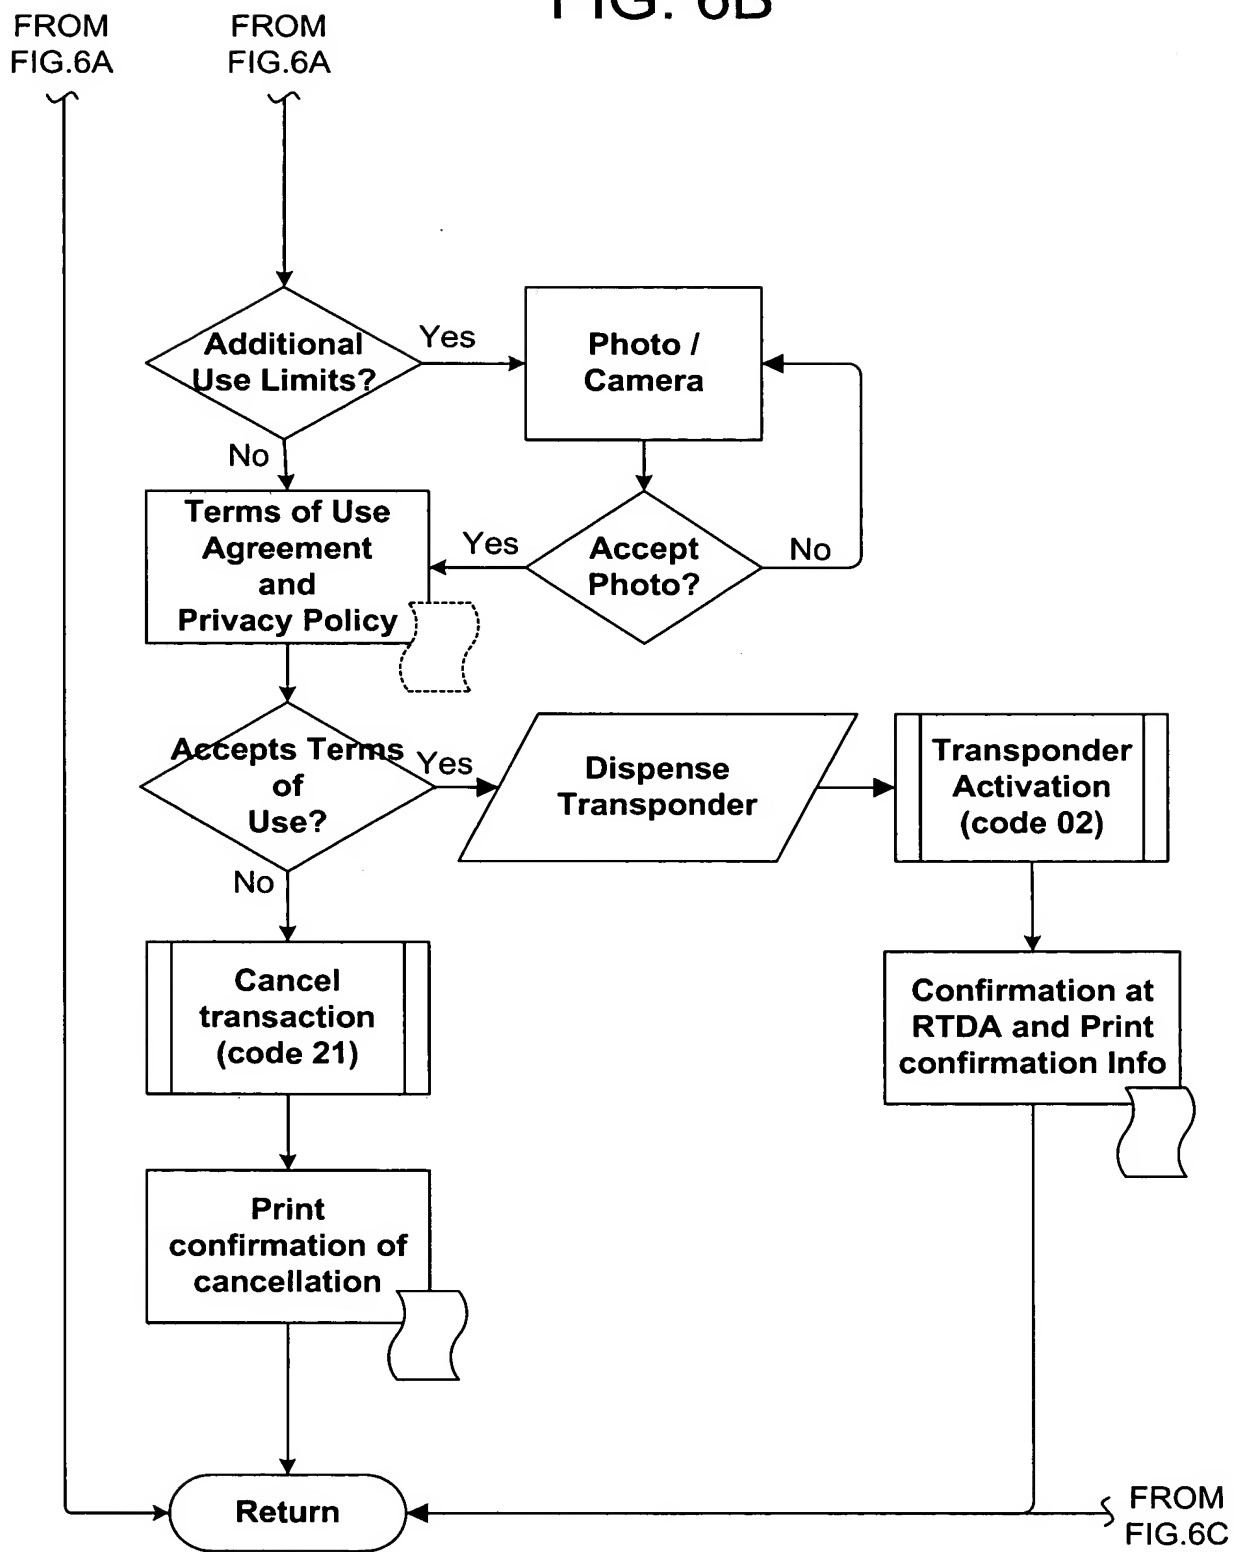 FIG. 6B
FROM
FIG.6A
FROM
FIG.6A
Additional
Use Limits?
Yes
Photo /
Camera
No
Terms of Use
Agreement
and
Privacy Policy
Yes
Accept
Photo?
No
Accepts Terms
of
Use?
Yes
Dispense
Transponder
Transponder
Activation
(code 02)
No
Cancel
transaction
(code 21)
Confirmation at
RTDA and Print
confirmation Info
Print
confirmation of
cancellation
Return
FROM
FIG.6C